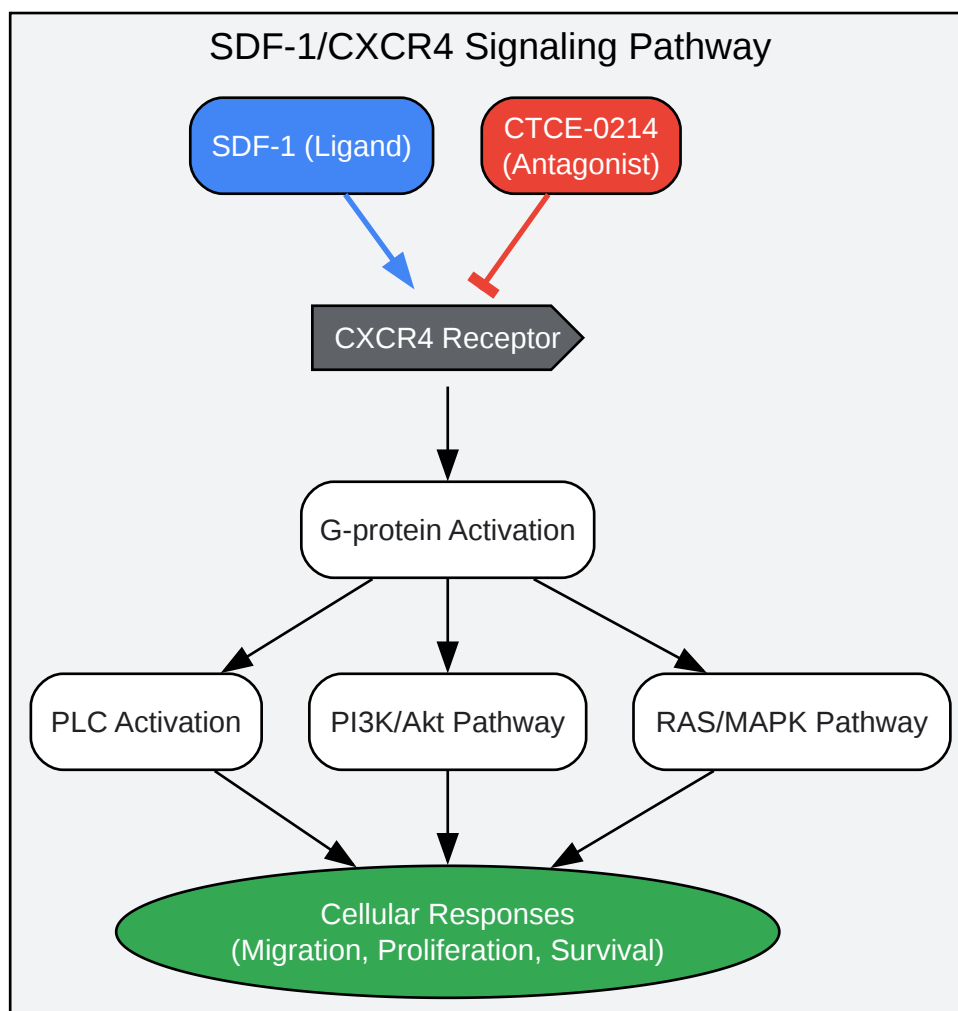 SDF-1/CXCR4 Signaling Pathway
SDF-1 (Ligand)
CTCE-0214
(Antagonist)
CXCR4 Receptor
G-protein Activation
PLC Activation
PI3K/Akt Pathway
RAS/MAPK Pathway
Cellular Responses
(Migration, Proliferation, Survival)